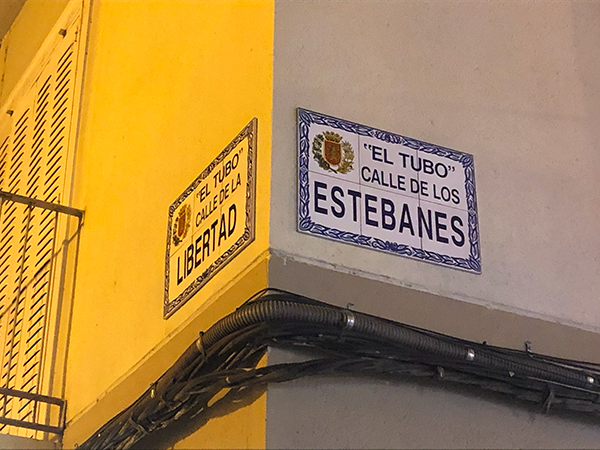 "EL TUBO"
CALLE DE LA
LIBERTAD
"EL TUBO"
CALLE DE LOS
ESTEBANES